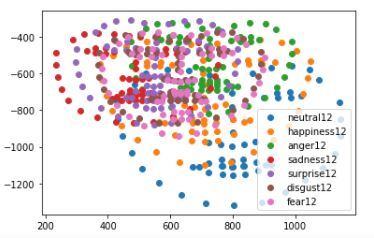 −400
−600
−800
−1000
−1200
200
400
600
800
1000
neutral12
happiness12
anger12
sadness12
surprise12
disgust12
fear12